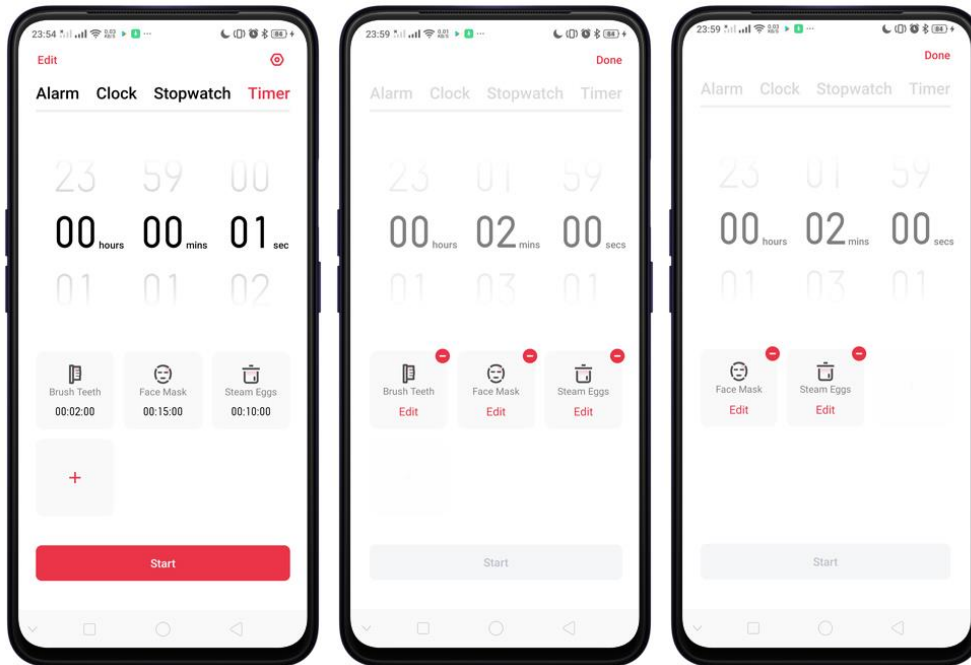 23:54
84
Edit
Alarm Clock Stopwatch Timer
23 59 00
00 hours 00 mins 01 sec
01 01 02
Brush Teeth Face Mask Steam Eggs
00:02:00 00:15:00 00:10:00
+
Start
23:59
84
Done
Alarm Clock Stopwatch Timer
23 01 59
00 hours 02 mins 00 secs
01 03 01
Brush Teeth Face Mask Steam Eggs
Edit Edit Edit
Start
23:59
84
Done
Alarm Clock Stopwatch Timer
23 01 59
00 hours 02 mins 00 secs
01 03 01
Face Mask Steam Eggs
Edit Edit
Start